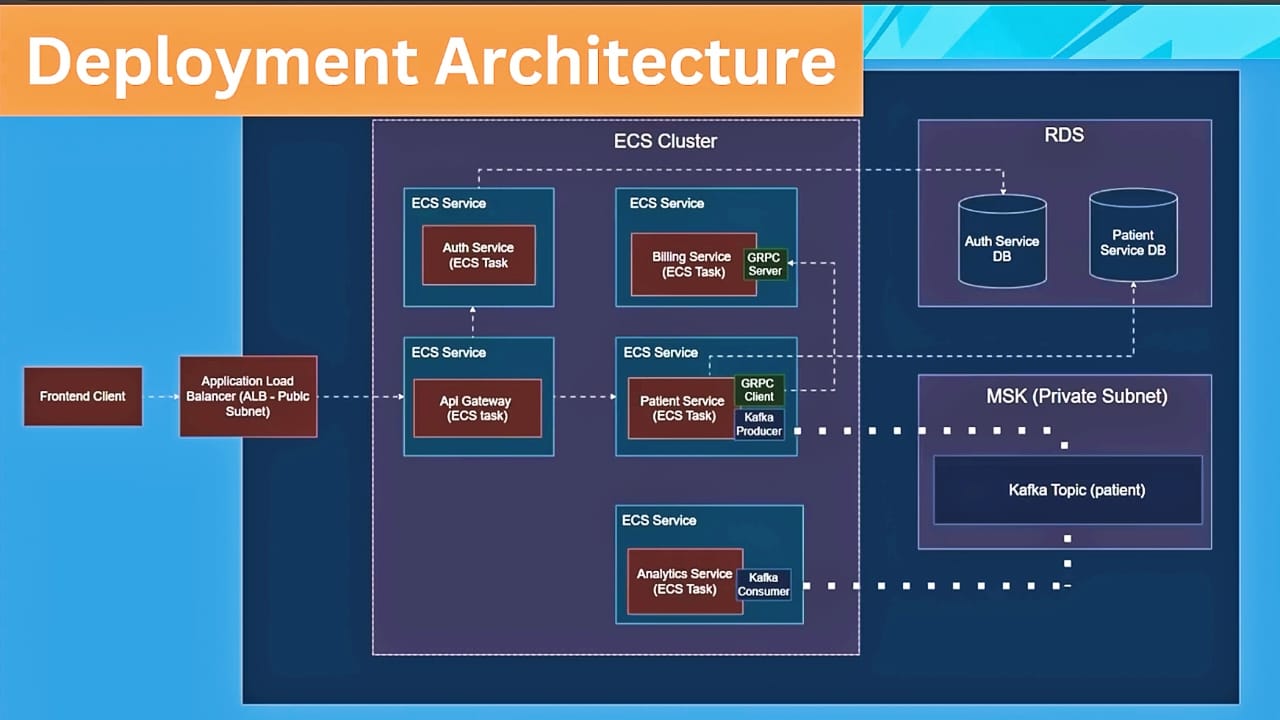 Deployment Architecture
ECS Cluster
RDS
ECS Service
Auth Service
(ECS Task
ECS Service
Billing Service
(ECS Task)
GRPC
Server
Auth Service
DB
Patient
Service DB
Frontend Client
Application Load
Balancer (ALB - Publc
Subnet)
ECS Service
Api Gateway
(ECS task)
ECS Service
Patient Service
(ECS Task)
GRPC
Client
Kafka
Producer
MSK (Private Subnet)
Kafka Topic (patient)
ECS Service
Analytics Service
(ECS Task)
Kafka
Consumer